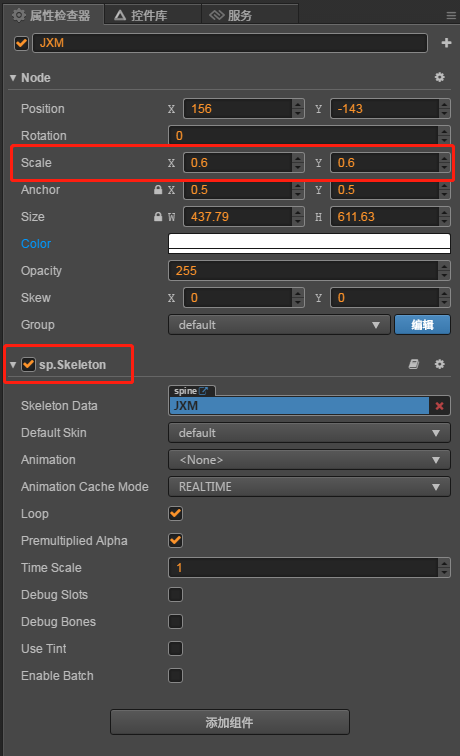 属性检查器 控件库 服务
JXM
Node
Position X 156 Y -143
Rotation 0
Scale X 0.6 Y 0.6
Anchor X 0.5 Y 0.5
Size W 437.79 H 611.63
Color
Opacity 255
Skew X 0 Y 0
Group default 编辑
sp.Skeleton
spine
Skeleton Data JXM
Default Skin default
Animation <None>
Animation Cache Mode REALTIME
Loop
Premultiplied Alpha
Time Scale 1
Debug Slots
Debug Bones
Use Tint
Enable Batch
添加组件